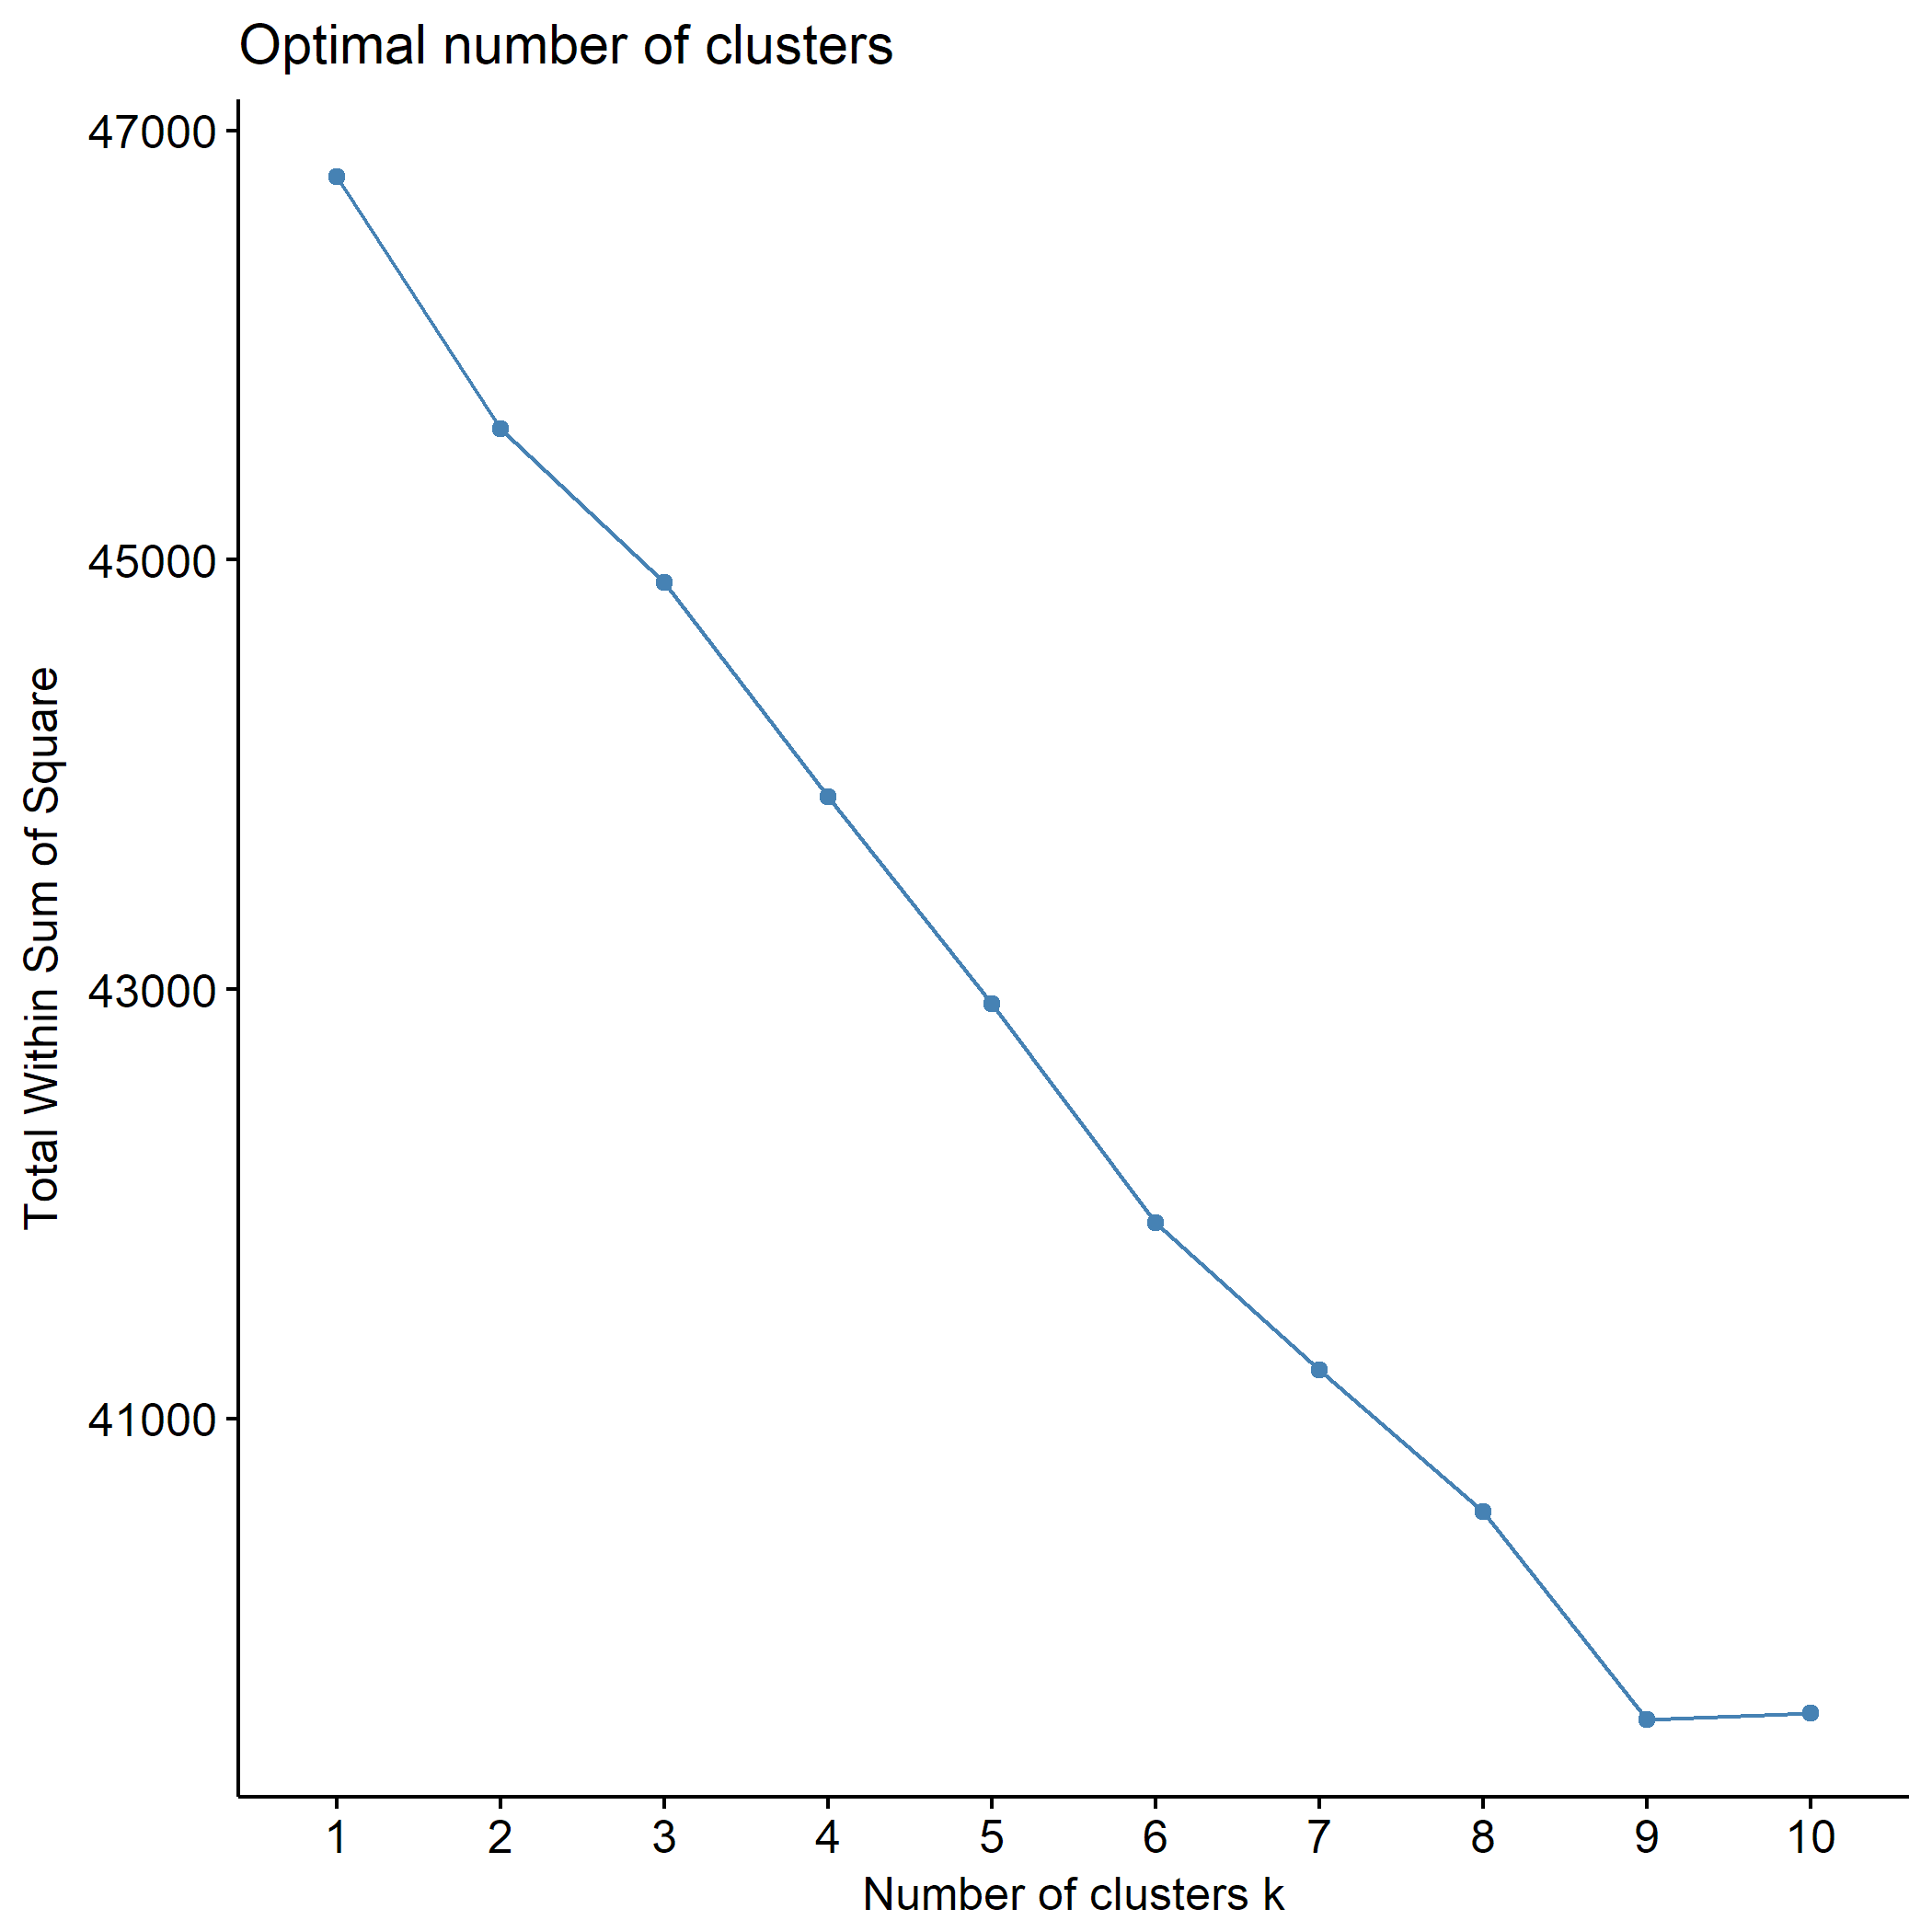 Optimal number of clusters
47000
45000
43000
41000
Total Within Sum of Square
1 2 3 4 5 6 7 8 9 10
Number of clusters k